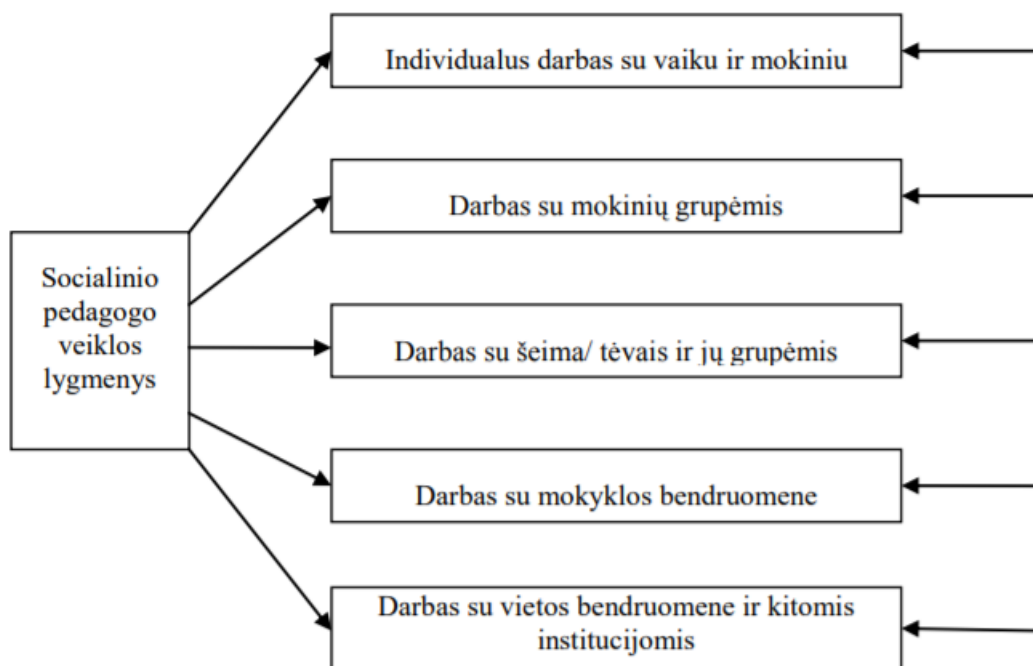 Socialinio
pedagogo
veiklos
lygmenys
Individualus darbas su vaiku ir mokiniu
Darbas su mokinių grupėmis
Darbas su šeima/ tėvais ir jų grupėmis
Darbas su mokyklos bendruomene
Darbas su vietos bendruomene ir kitomis
institucijomis